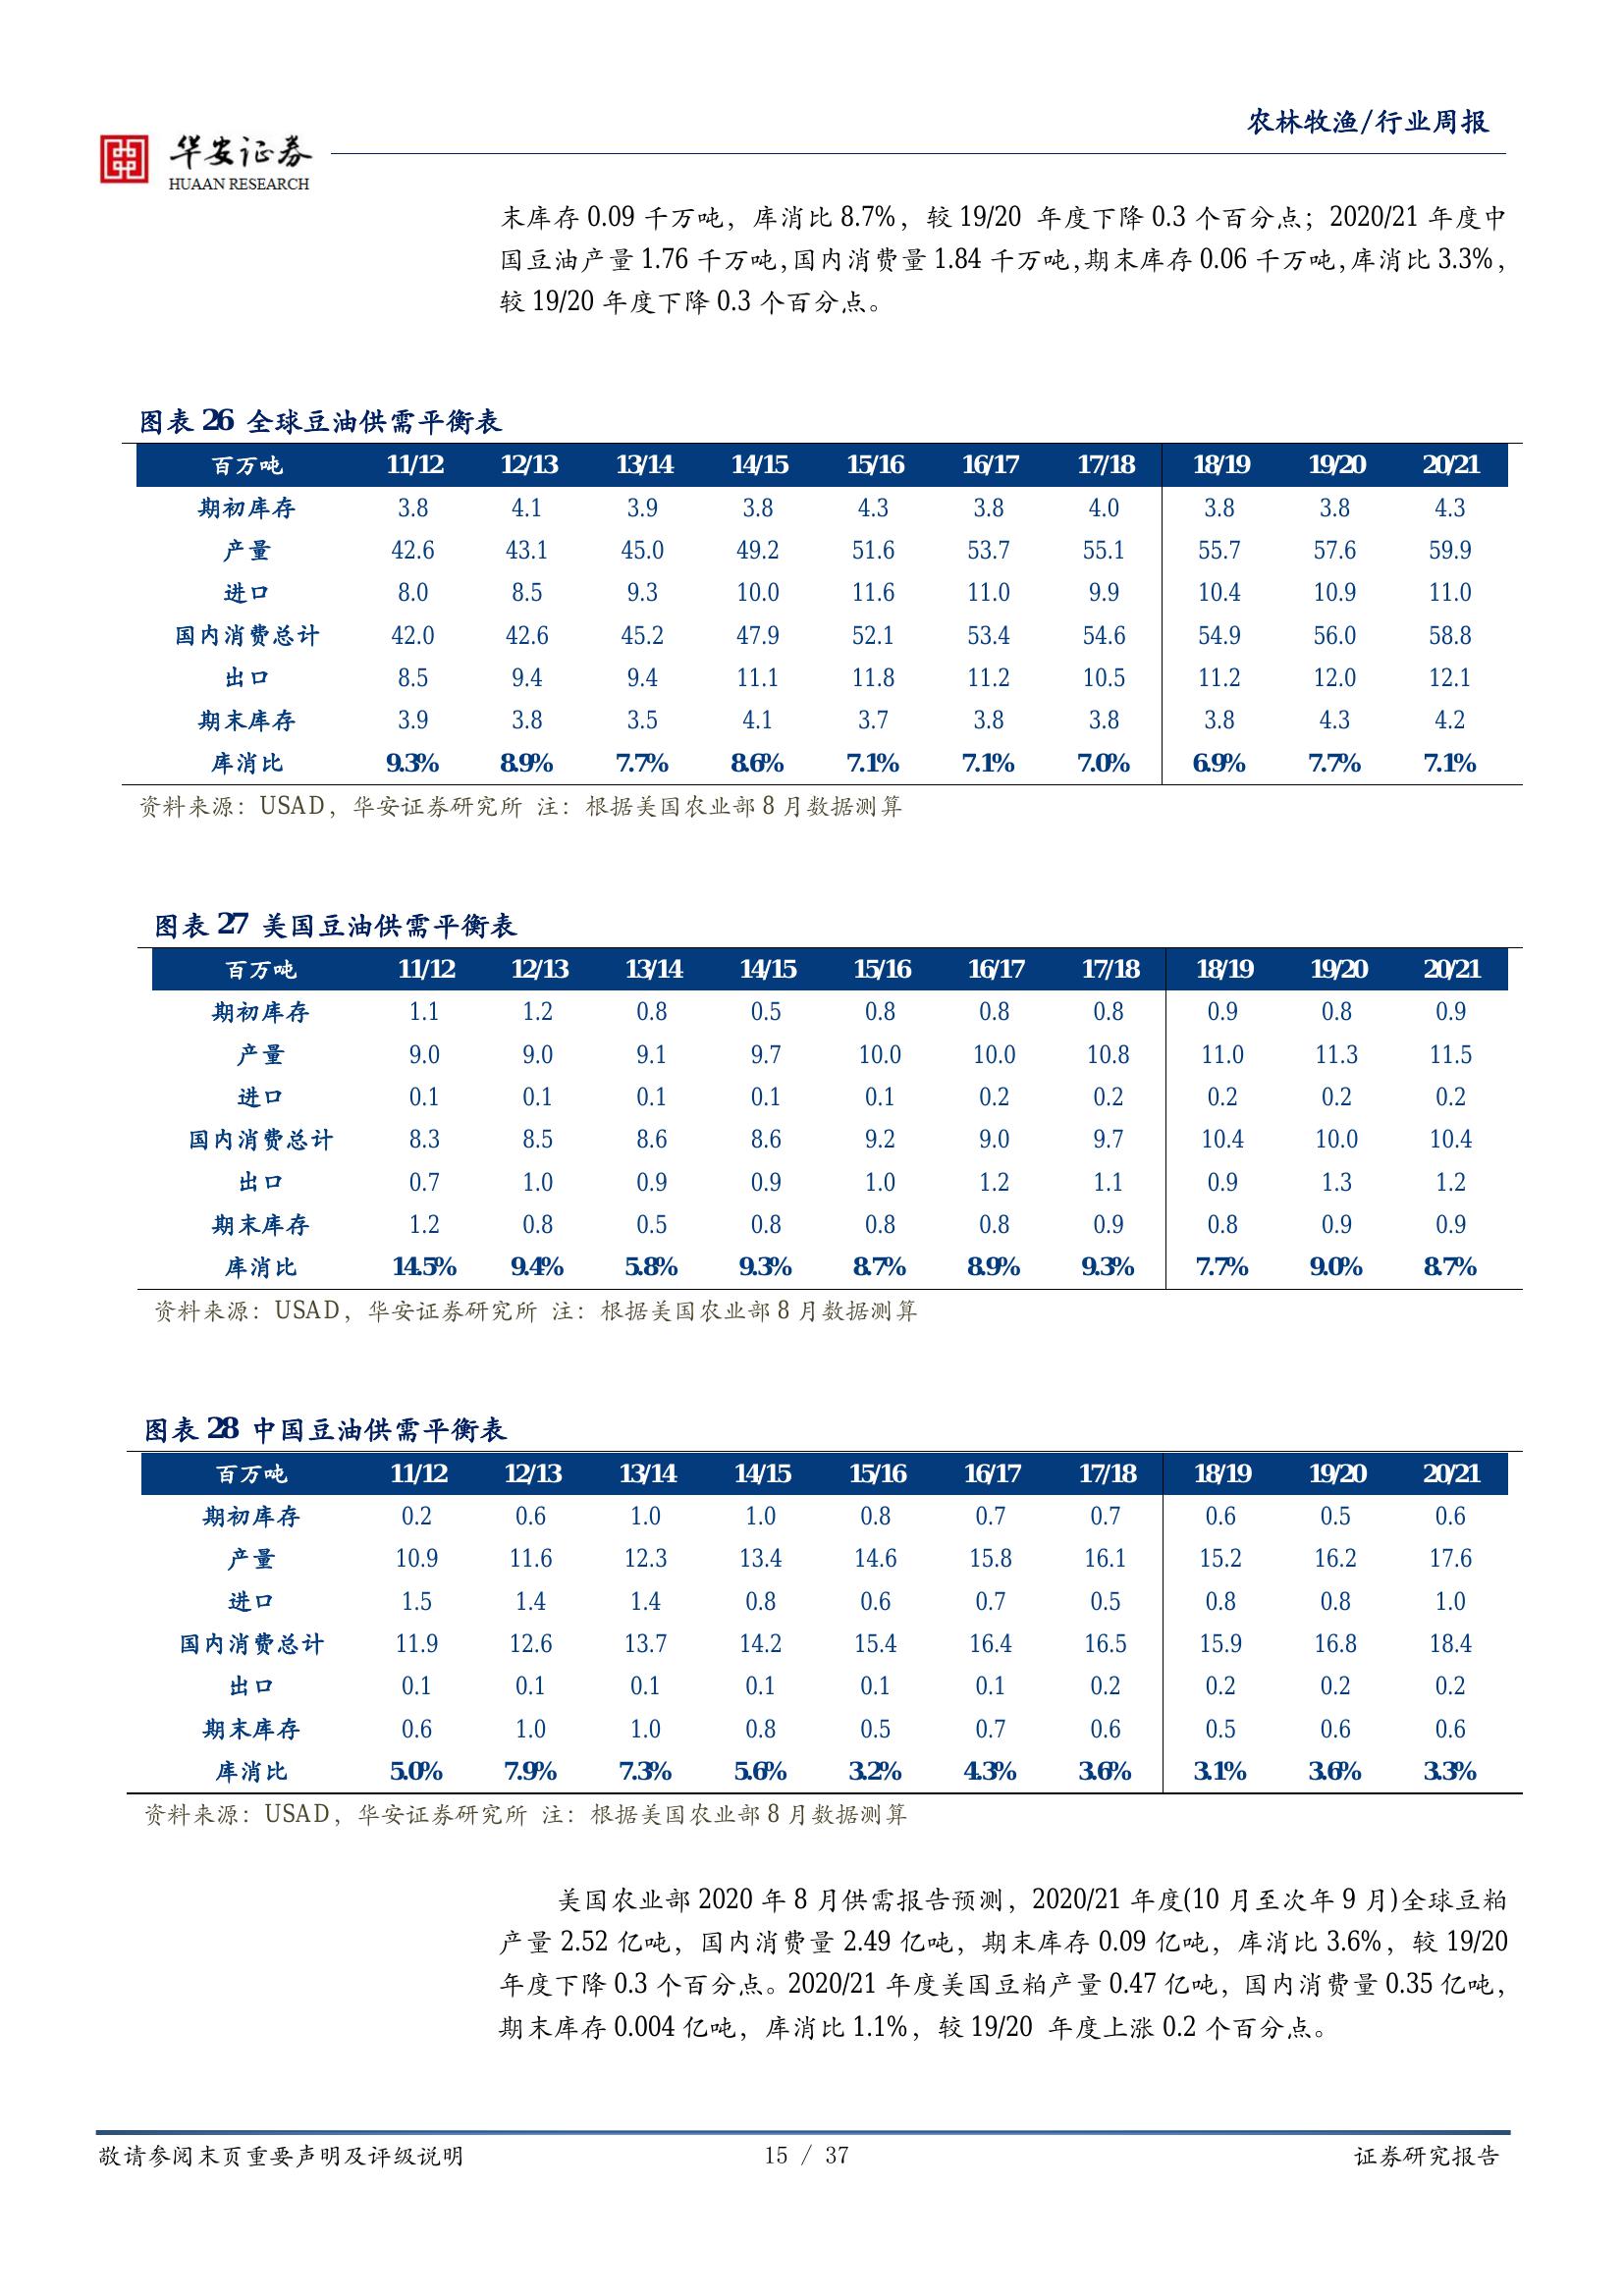 农林牧渔/行业周报
华安证券
HUAAN RESEARCH
末库存 0.09 千万吨，库消比 8.7%，较 19/20 年度下降 0.3 个百分点；2020/21 年度中
国豆油产量 1.76 千万吨,国内消费量 1.84 千万吨,期末库存 0.06 千万吨,库消比 3.3%,
较 19/20 年度下降 0.3 个百分点。
图表 26 全球豆油供需平衡表
百万吨 11/12 12/13 13/14 14/15 15/16 16/17 17/18 18/19 19/20 20/21
期初库存 3.8 4.1 3.9 3.8 4.3 3.8 4.0 3.8 3.8 4.3
产量 42.6 43.1 45.0 49.2 51.6 53.7 55.1 55.7 57.6 59.9
进口 8.0 8.5 9.3 10.0 11.6 11.0 9.9 10.4 10.9 11.0
国内消费总计 42.0 42.6 45.2 47.9 52.1 53.4 54.6 54.9 56.0 58.8
出口 8.5 9.4 9.4 11.1 11.8 11.2 10.5 11.2 12.0 12.1
期末库存 3.9 3.8 3.5 4.1 3.7 3.8 3.8 3.8 4.3 4.2
库消比 9.3% 8.9% 7.7% 8.6% 7.1% 7.1% 7.0% 6.9% 7.7% 7.1%
资料来源：USAD，华安证券研究所 注：根据美国农业部 8 月数据测算
图表 27 美国豆油供需平衡表
百万吨 11/12 12/13 13/14 14/15 15/16 16/17 17/18 18/19 19/20 20/21
期初库存 1.1 1.2 0.8 0.5 0.8 0.8 0.8 0.9 0.8 0.9
产量 9.0 9.0 9.1 9.7 10.0 10.0 10.8 11.0 11.3 11.5
进口 0.1 0.1 0.1 0.1 0.1 0.2 0.2 0.2 0.2 0.2
国内消费总计 8.3 8.5 8.6 8.6 9.2 9.0 9.7 10.4 10.0 10.4
出口 0.7 1.0 0.9 0.9 1.0 1.2 1.1 0.9 1.3 1.2
期末库存 1.2 0.8 0.5 0.8 0.8 0.8 0.9 0.8 0.9 0.9
库消比 14.5% 9.4% 5.8% 9.3% 8.7% 8.9% 9.3% 7.7% 9.0% 8.7%
资料来源：USAD，华安证券研究所 注：根据美国农业部 8 月数据测算
图表 28 中国豆油供需平衡表
百万吨 11/12 12/13 13/14 14/15 15/16 16/17 17/18 18/19 19/20 20/21
期初库存 0.2 0.6 1.0 1.0 0.8 0.7 0.7 0.6 0.5 0.6
产量 10.9 11.6 12.3 13.4 14.6 15.8 16.1 15.2 16.2 17.6
进口 1.5 1.4 1.4 0.8 0.6 0.7 0.5 0.8 0.8 1.0
国内消费总计 11.9 12.6 13.7 14.2 15.4 16.4 16.5 15.9 16.8 18.4
出口 0.1 0.1 0.1 0.1 0.1 0.1 0.2 0.2 0.2 0.2
期末库存 0.6 1.0 1.0 0.8 0.5 0.7 0.6 0.5 0.6 0.6
库消比 5.0% 7.9% 7.3% 5.6% 3.2% 4.3% 3.6% 3.1% 3.6% 3.3%
资料来源：USAD，华安证券研究所 注：根据美国农业部 8 月数据测算
美国农业部 2020 年 8 月供需报告预测，2020/21 年度(10 月至次年 9 月)全球豆粕
产量 2.52 亿吨，国内消费量 2.49 亿吨，期末库存 0.09 亿吨，库消比 3.6%，较 19/20
年度下降 0.3 个百分点。2020/21 年度美国豆粕产量 0.47 亿吨，国内消费量 0.35 亿吨，
期末库存 0.004 亿吨，库消比 1.1%，较 19/20 年度上涨 0.2 个百分点。
敬请参阅末页重要声明及评级说明 15 / 37 证券研究报告